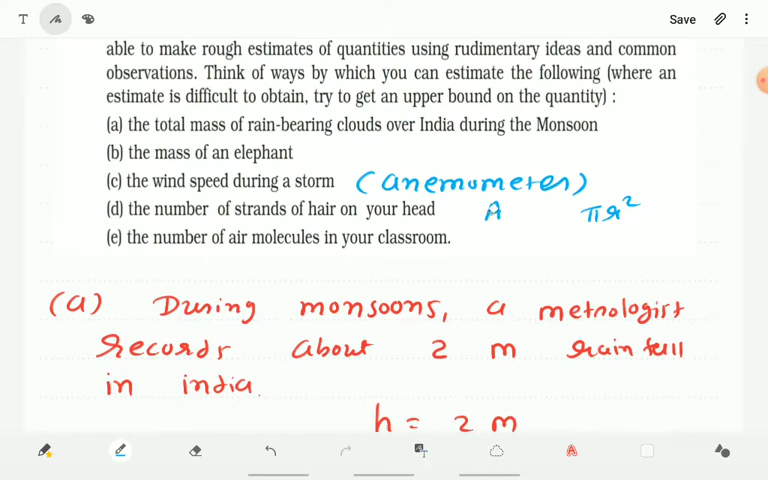 T Save
able to make rough estimates of quantities using rudimentary ideas and common
observations. Think of ways by which you can estimate the following (where an
estimate is difficult to obtain, try to get an upper bound on the quantity) :
(a) the total mass of rain-bearing clouds over India during the Monsoon
(b) the mass of an elephant
(c) the wind speed during a storm (anemometer)
(d) the number of strands of hair on your head A πr²
(e) the number of air molecules in your classroom.
(a) During monsoons, a metrologist
records about 2 m rain fall
in india.
h = 2 m